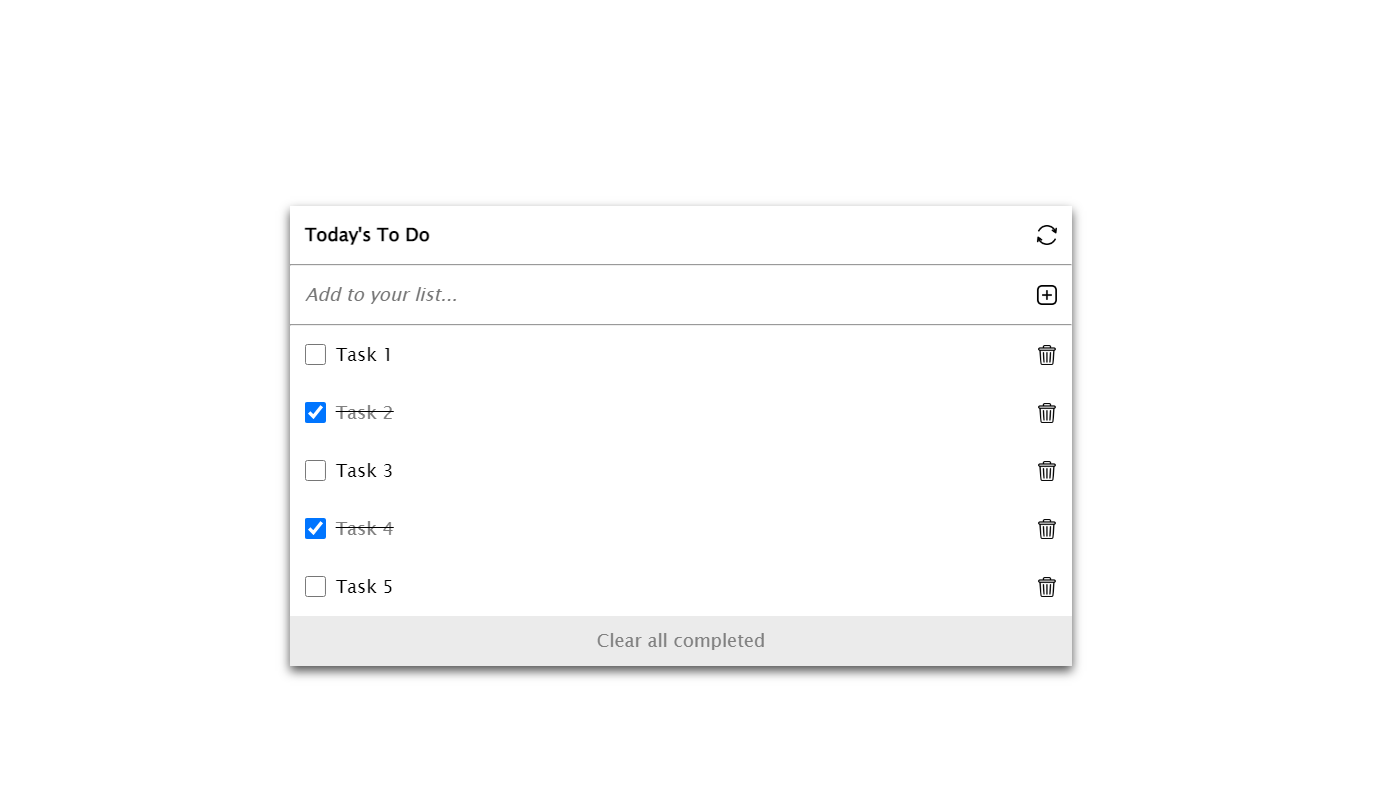 Today's To Do
Add to your list...
Task 1
Task 2
Task 3
Task 4
Task 5
Clear all completed